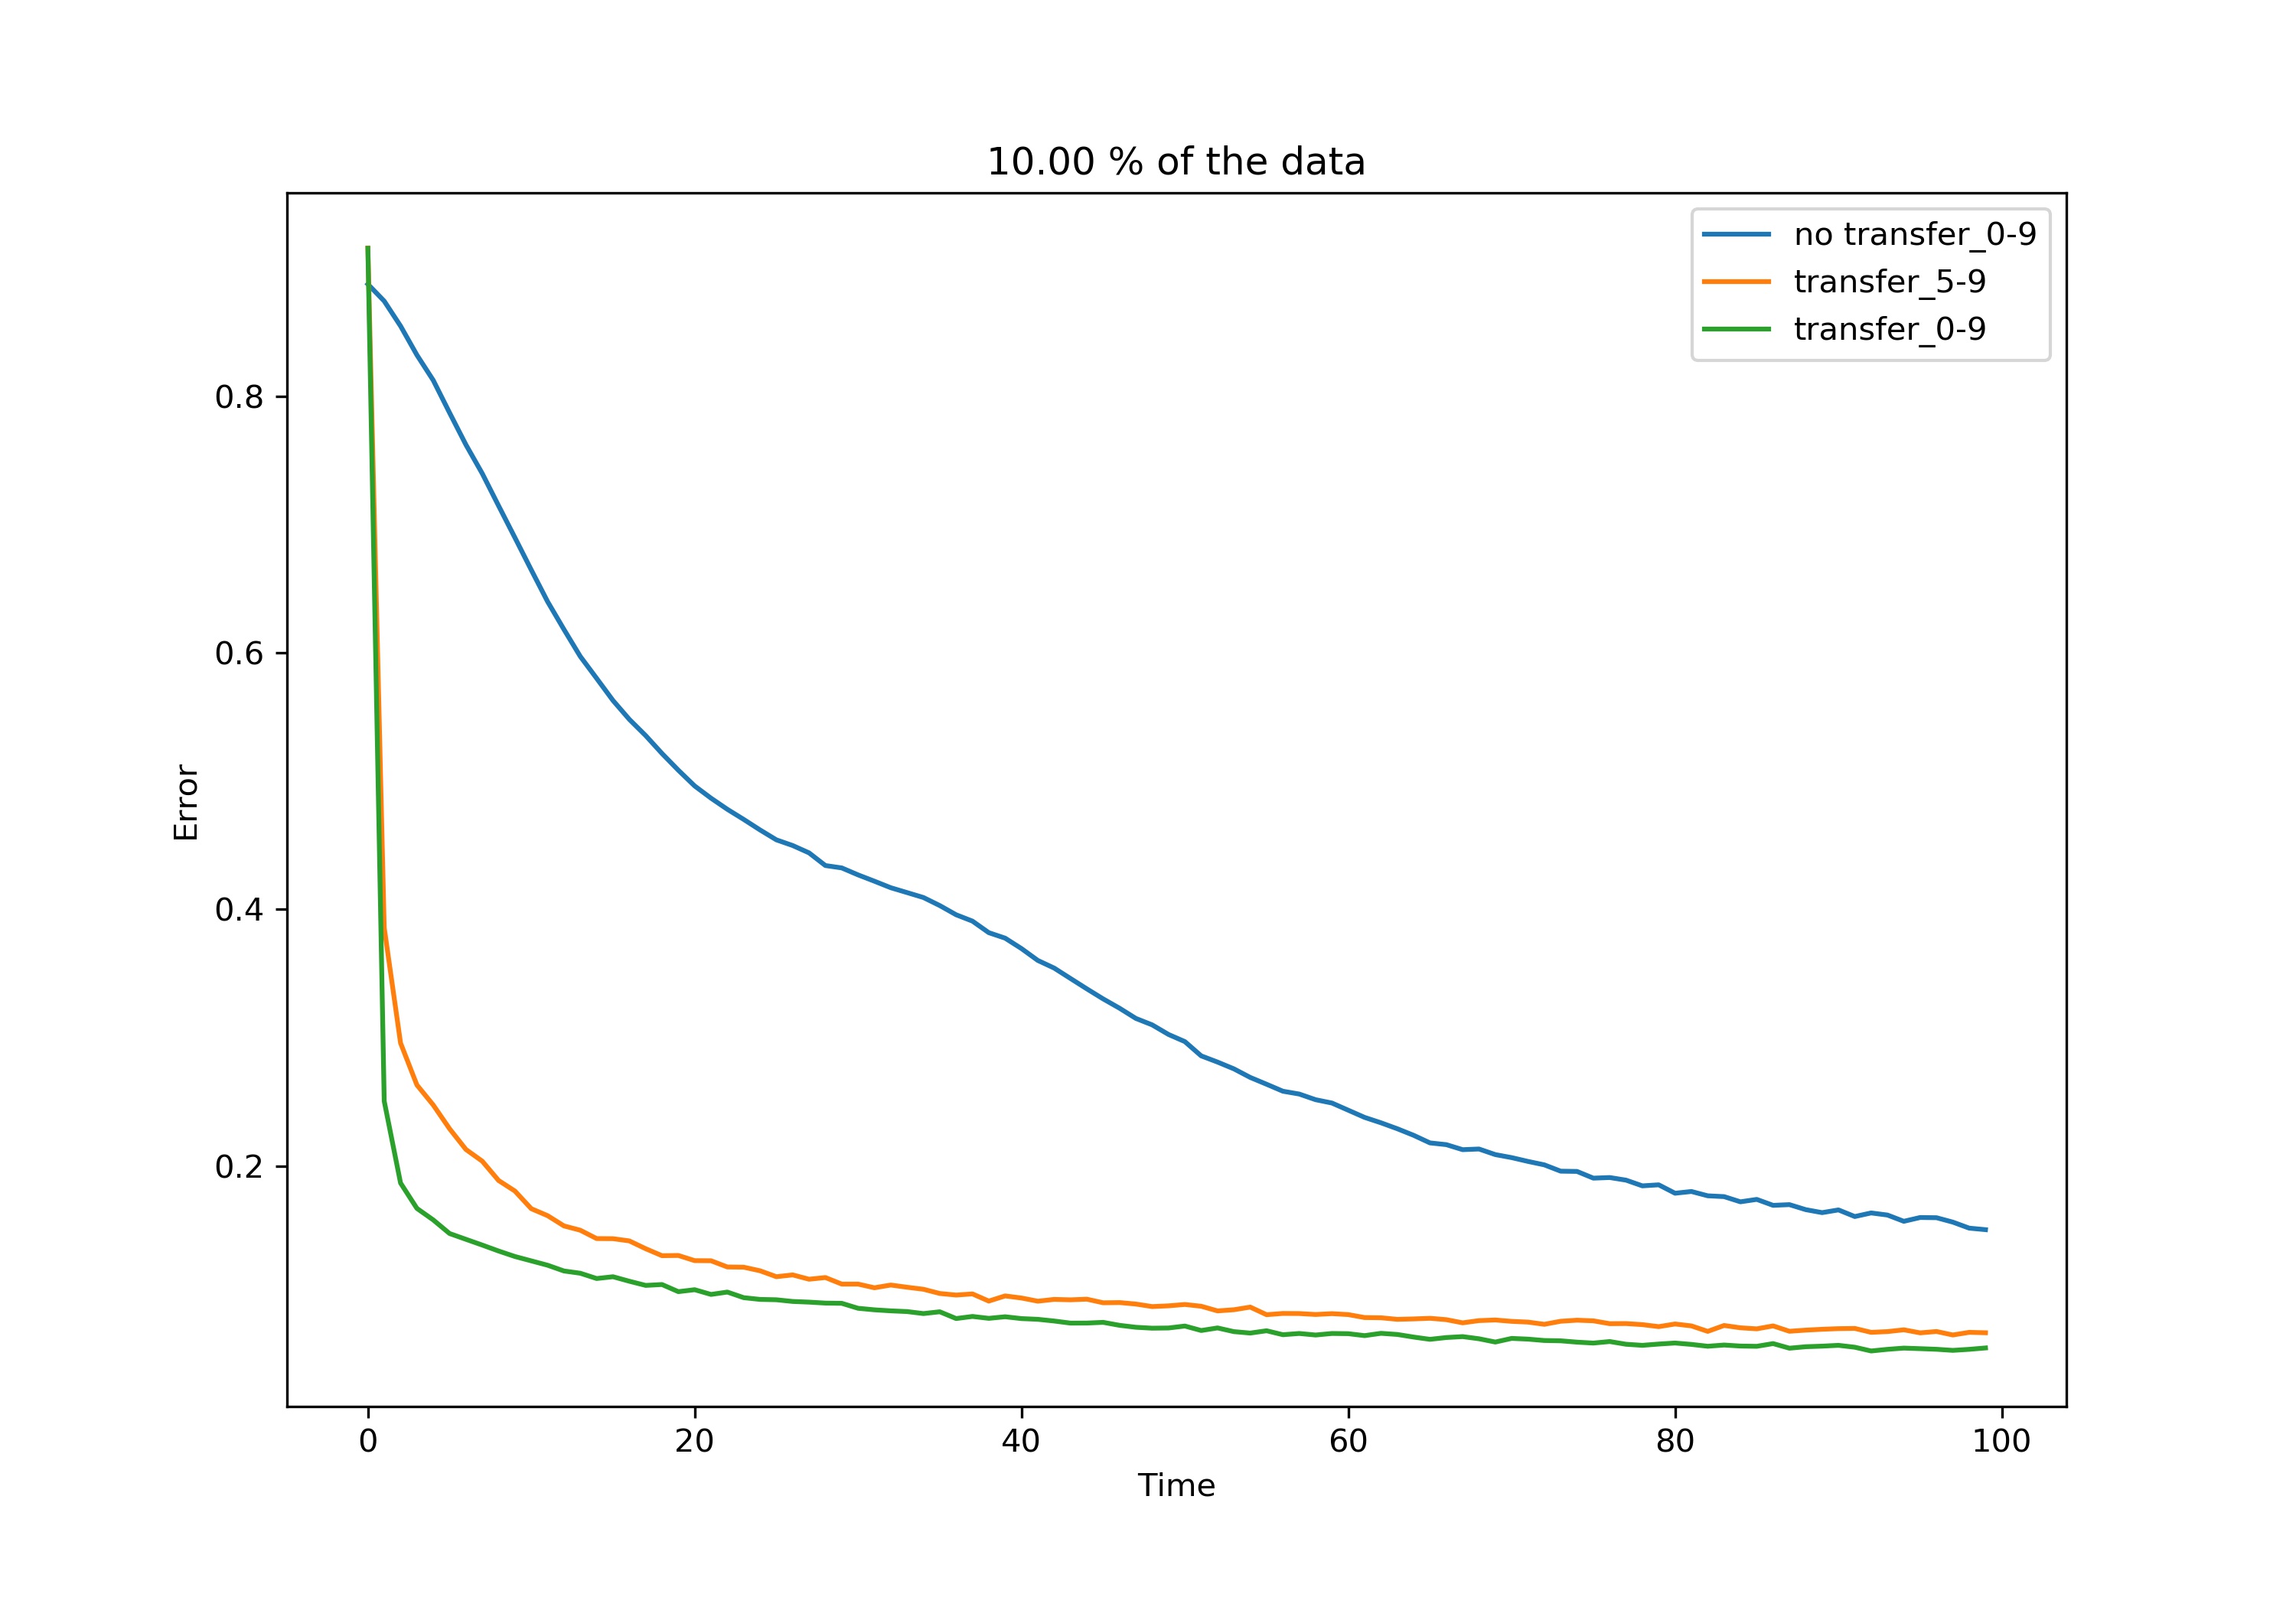 10.00 % of the data
no transfer_0-9
transfer_5-9
transfer_0-9
0.8
0.6
0.4
0.2
Error
0
20
40
60
80
100
Time